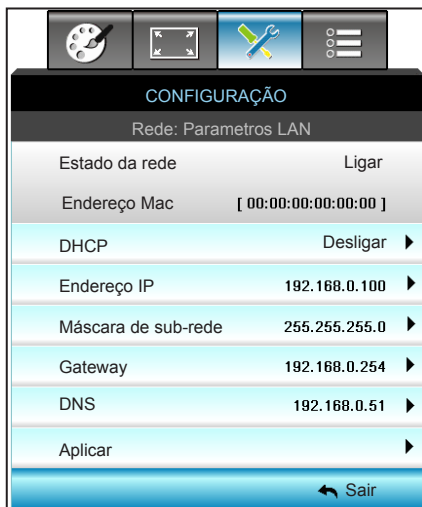 CONFIGURAÇÃO
Rede: Parametros LAN
Estado da rede Ligar
Endereço Mac [ 00:00:00:00:00:00 ]
DHCP Desligar
Endereço IP 192.168.0.100
Máscara de sub-rede 255.255.255.0
Gateway 192.168.0.254
DNS 192.168.0.51
Aplicar
Sair